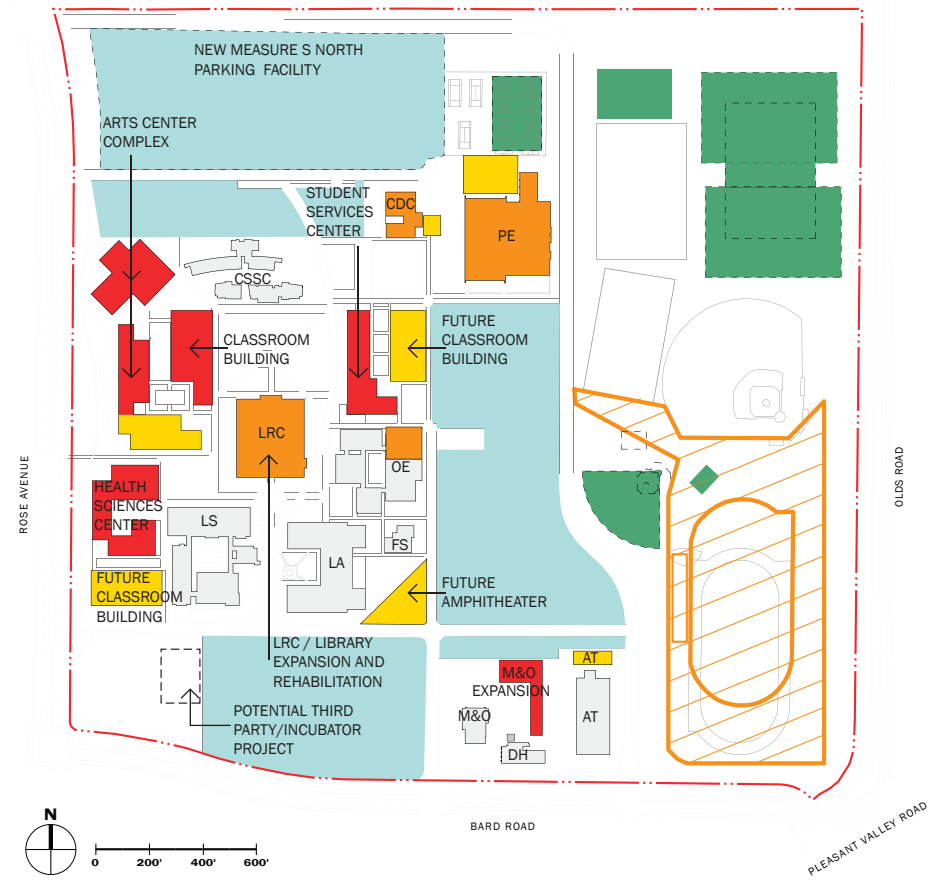 NEW MEASURE S NORTH
PARKING FACILITY
ARTS CENTER
COMPLEX
STUDENT
SERVICES
CENTER
CDC
PE
CSSC
CLASSROOM
BUILDING
FUTURE
CLASSROOM
BUILDING
LRC
OE
HEALTH
SCIENCES
CENTER
LS
FS
LA
FUTURE
CLASSROOM
BUILDING
FUTURE
AMPHITHEATER
LRC / LIBRARY
EXPANSION AND
REHABILITATION
AT
M&O
EXPANSION
M&O
AT
DH
POTENTIAL THIRD
PARTY/INCUBATOR
PROJECT
ROSE AVENUE
OLDS ROAD
BARD ROAD
PLEASANT VALLEY ROAD
N
0 200' 400' 600'